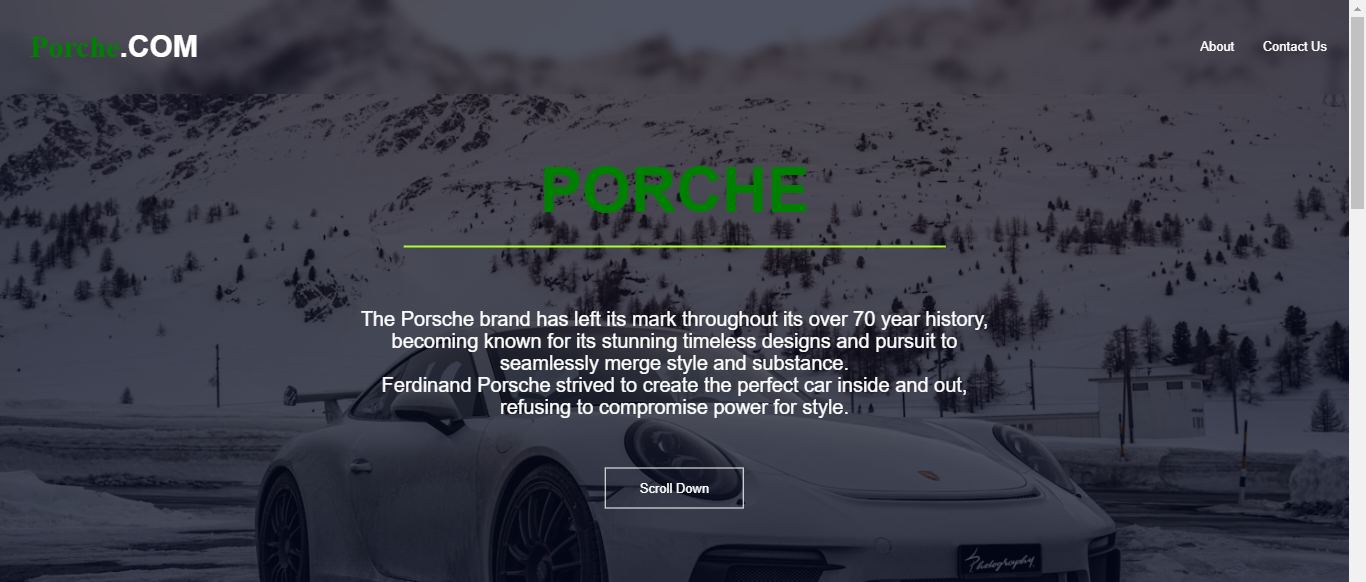 Porche.COM
About
Contact Us
PORCHE
The Porsche brand has left its mark throughout its over 70 year history,
becoming known for its stunning timeless designs and pursuit to
seamlessly merge style and substance.
Ferdinand Porsche strived to create the perfect car inside and out,
refusing to compromise power for style.
Scroll Down
Photography